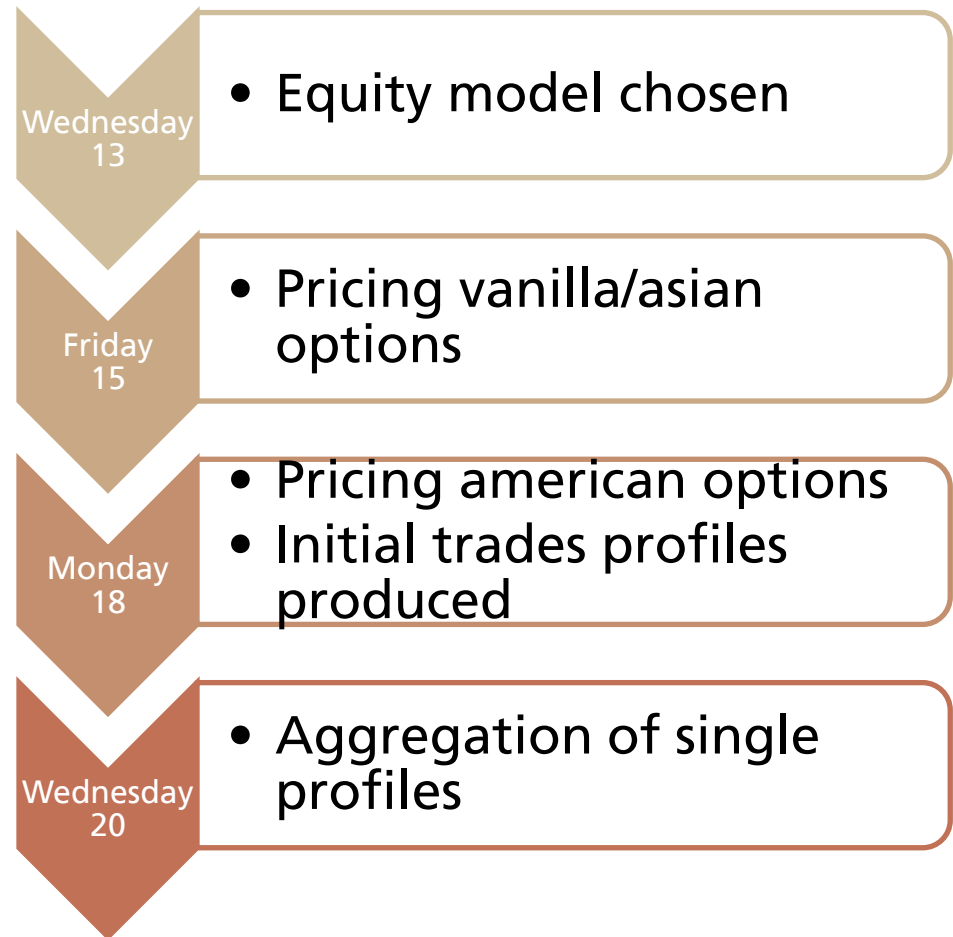 Wednesday
13
• Equity model chosen
Friday
15
• Pricing vanilla/asian
options
Monday
18
• Pricing american options
• Initial trades profiles
produced
Wednesday
20
• Aggregation of single
profiles